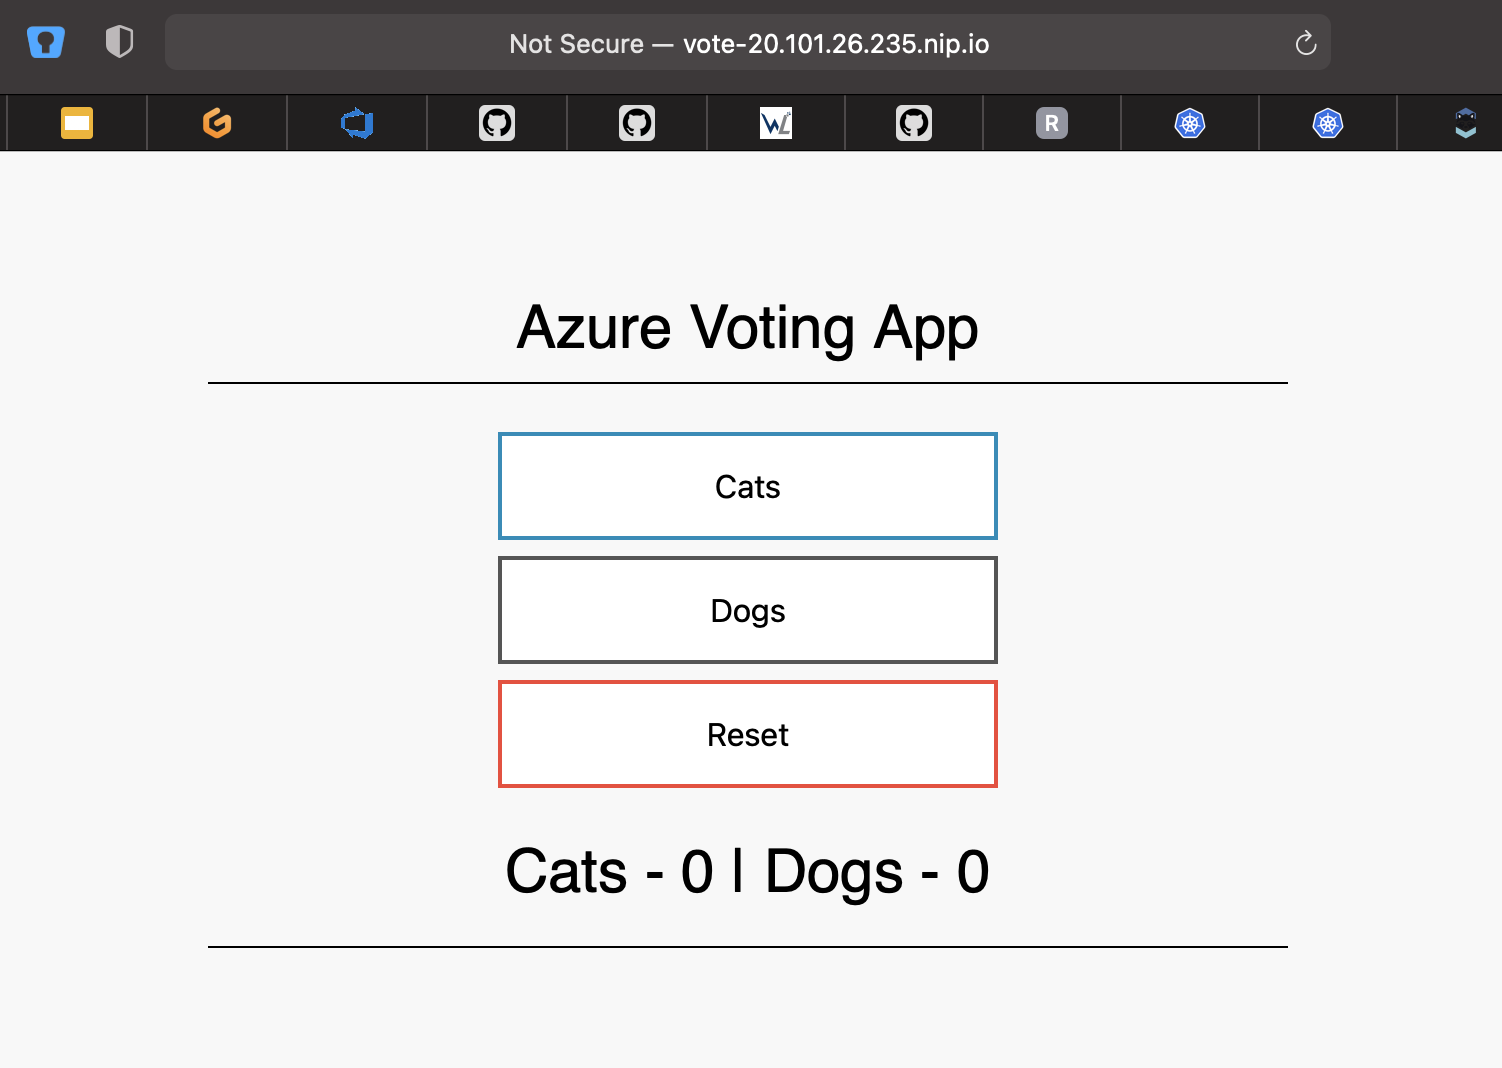 Not Secure — vote-20.101.26.235.nip.io
R
Azure Voting App
Cats
Dogs
Reset
Cats - 0 | Dogs - 0